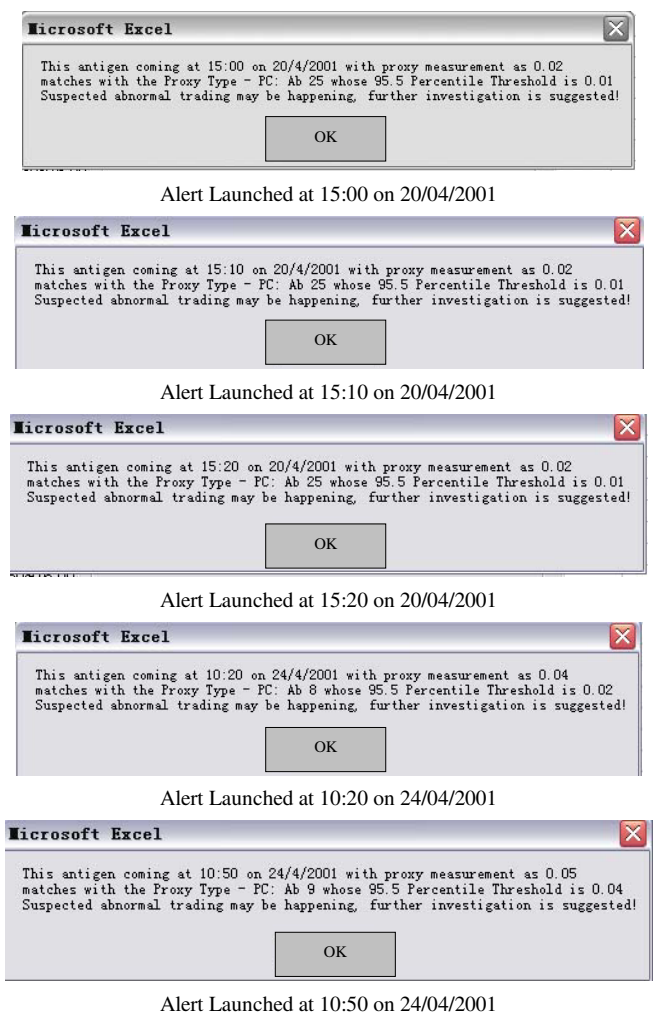 Microsoft Excel
This antigen coming at 15:00 on 20/4/2001 with proxy measurement as 0.02
matches with the Proxy Type - PC: Ab 25 whose 95.5 Percentile Threshold is 0.01
Suspected abnormal trading may be happening, further investigation is suggested!
OK
Alert Launched at 15:00 on 20/04/2001
Microsoft Excel
This antigen coming at 15:10 on 20/4/2001 with proxy measurement as 0.02
matches with the Proxy Type - PC: Ab 25 whose 95.5 Percentile Threshold is 0.01
Suspected abnormal trading may be happening, further investigation is suggested!
OK
Alert Launched at 15:10 on 20/04/2001
Microsoft Excel
This antigen coming at 15:20 on 20/4/2001 with proxy measurement as 0.02
matches with the Proxy Type - PC: Ab 25 whose 95.5 Percentile Threshold is 0.01
Suspected abnormal trading may be happening, further investigation is suggested!
OK
Alert Launched at 15:20 on 20/04/2001
Microsoft Excel
This antigen coming at 10:20 on 24/4/2001 with proxy measurement as 0.04
matches with the Proxy Type - PC: Ab 8 whose 95.5 Percentile Threshold is 0.02
Suspected abnormal trading may be happening, further investigation is suggested!
OK
Alert Launched at 10:20 on 24/04/2001
Microsoft Excel
This antigen coming at 10:50 on 24/4/2001 with proxy measurement as 0.05
matches with the Proxy Type - PC: Ab 9 whose 95.5 Percentile Threshold is 0.04
Suspected abnormal trading may be happening, further investigation is suggested!
OK
Alert Launched at 10:50 on 24/04/2001